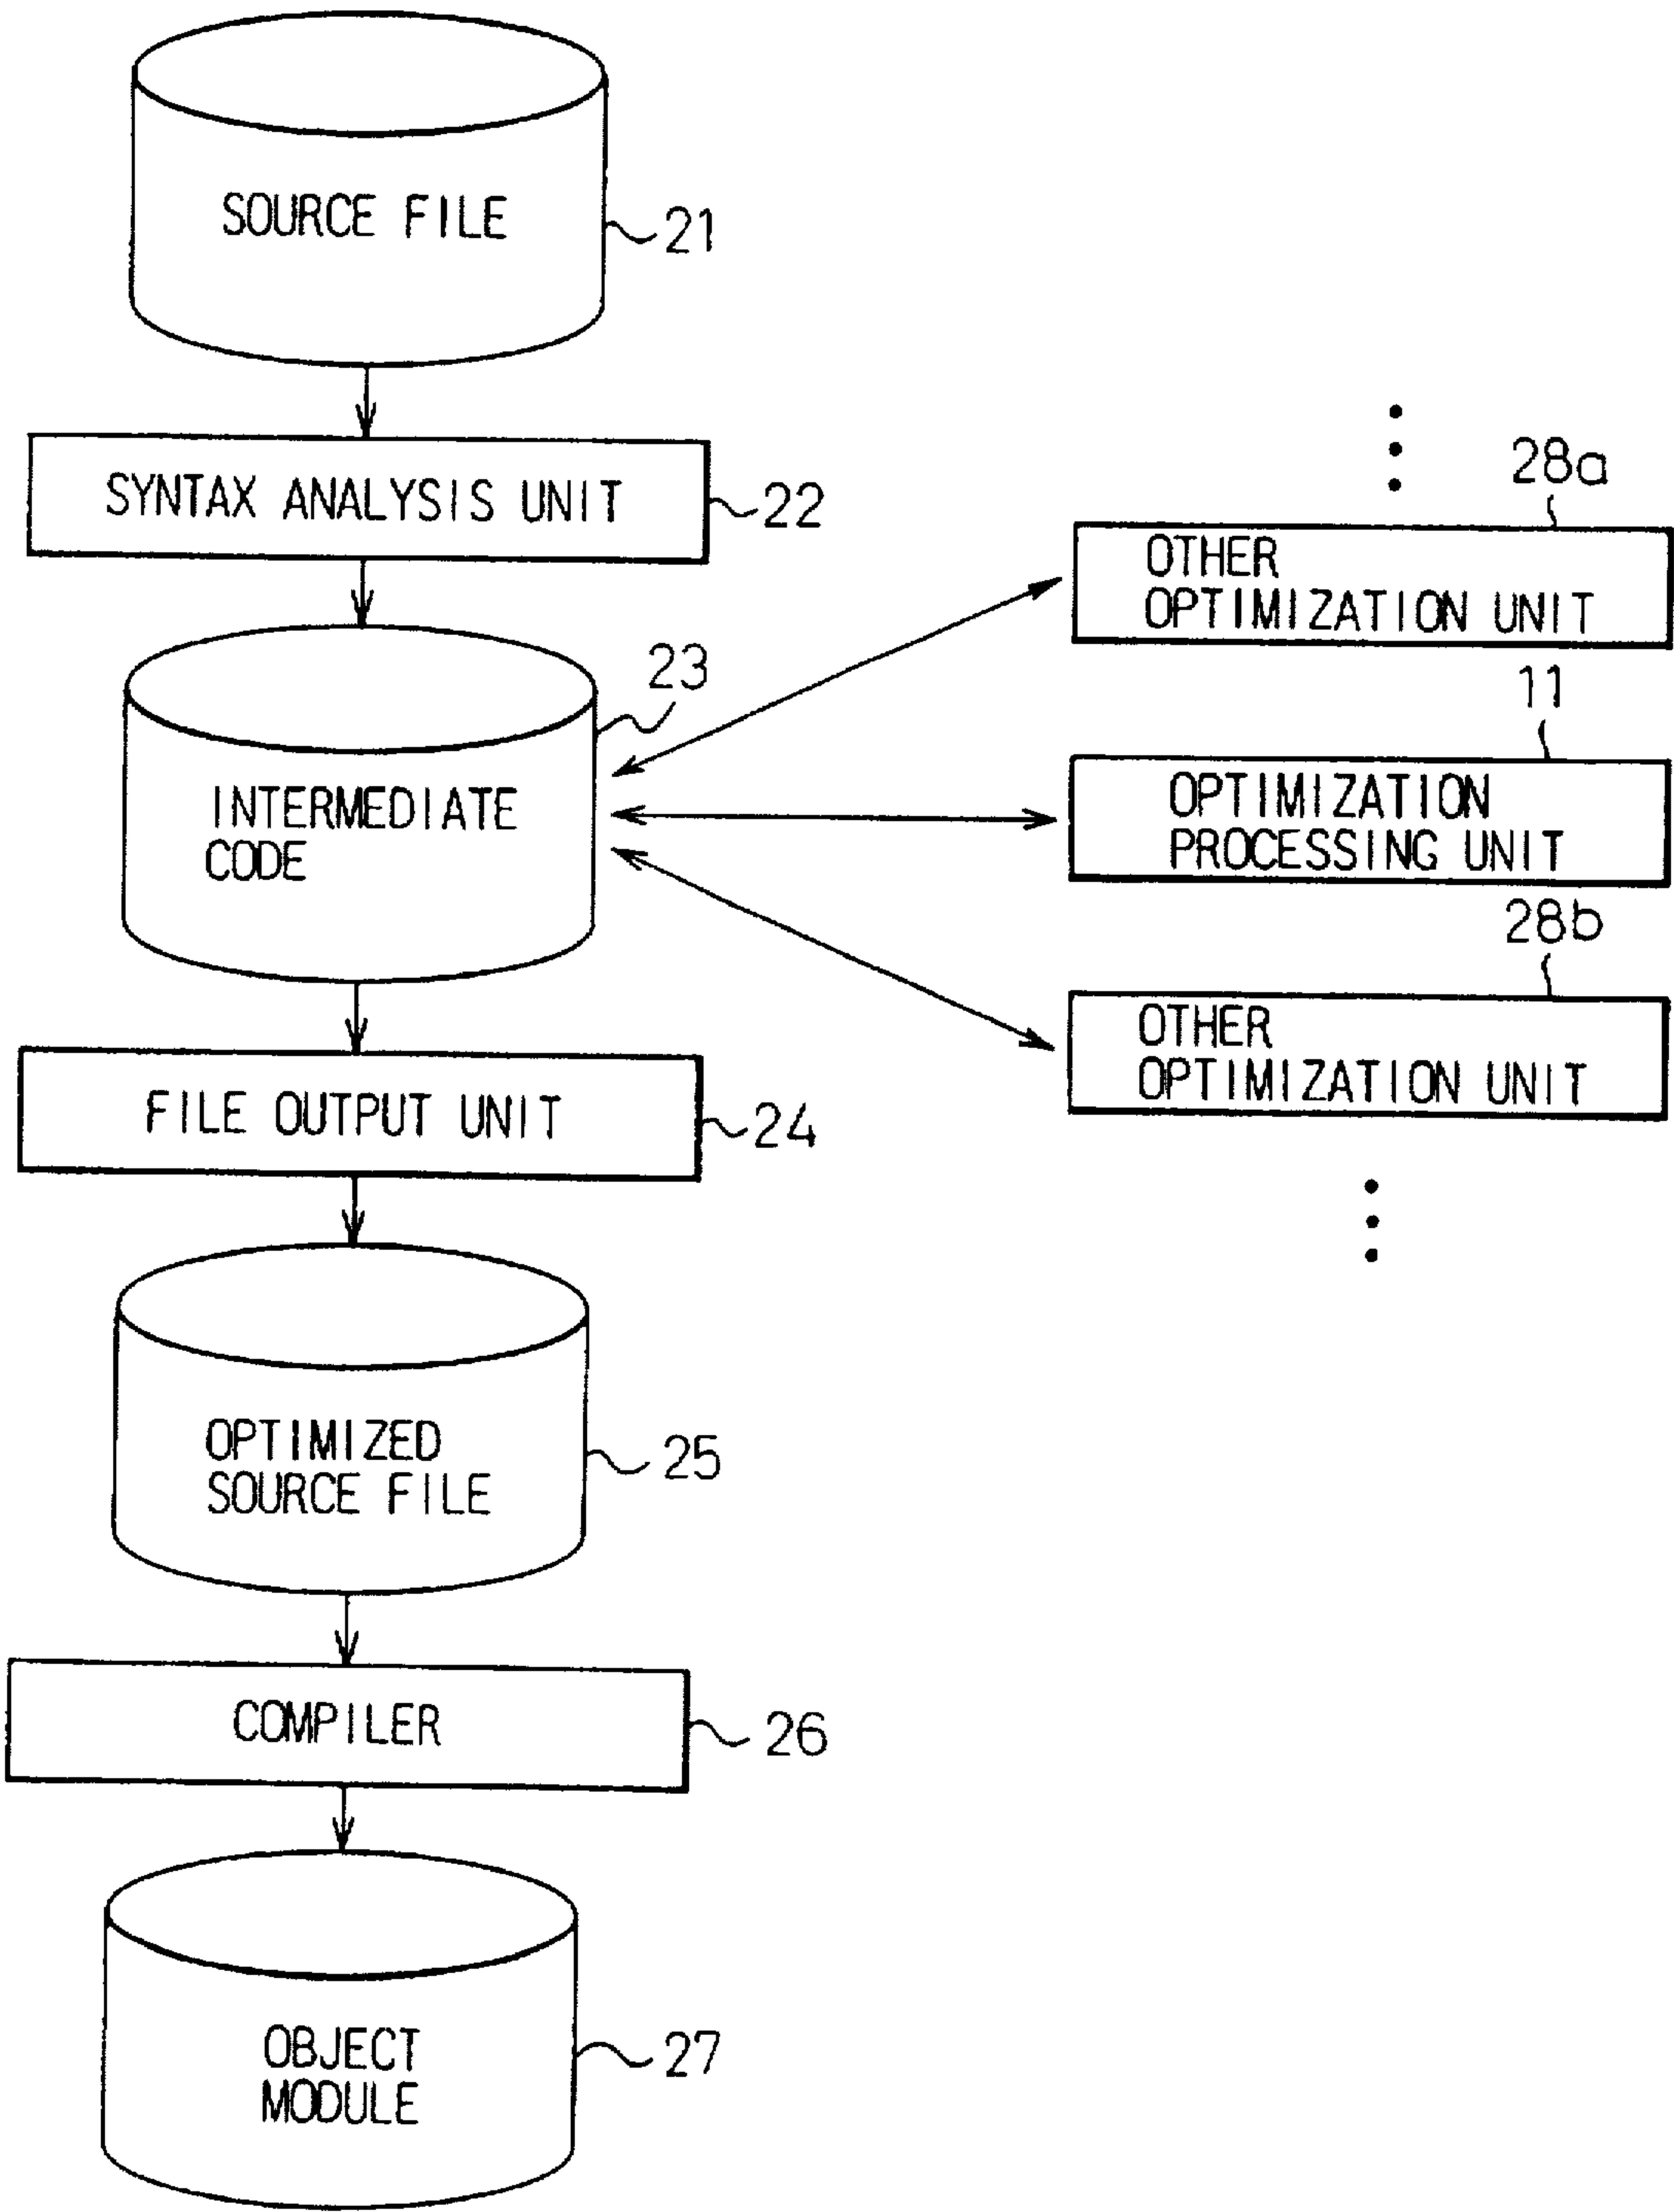 SOURCE FILE
21
SYNTAX ANALYSIS UNIT
22
28a
OTHER
OPTIMIZATION UNIT
23
11
INTERMEDIATE
CODE
OPTIMIZATION
PROCESSING UNIT
28b
OTHER
OPTIMIZATION UNIT
FILE OUTPUT UNIT
24
OPTIMIZED
SOURCE FILE
25
COMPILER
26
OBJECT
MODULE
27